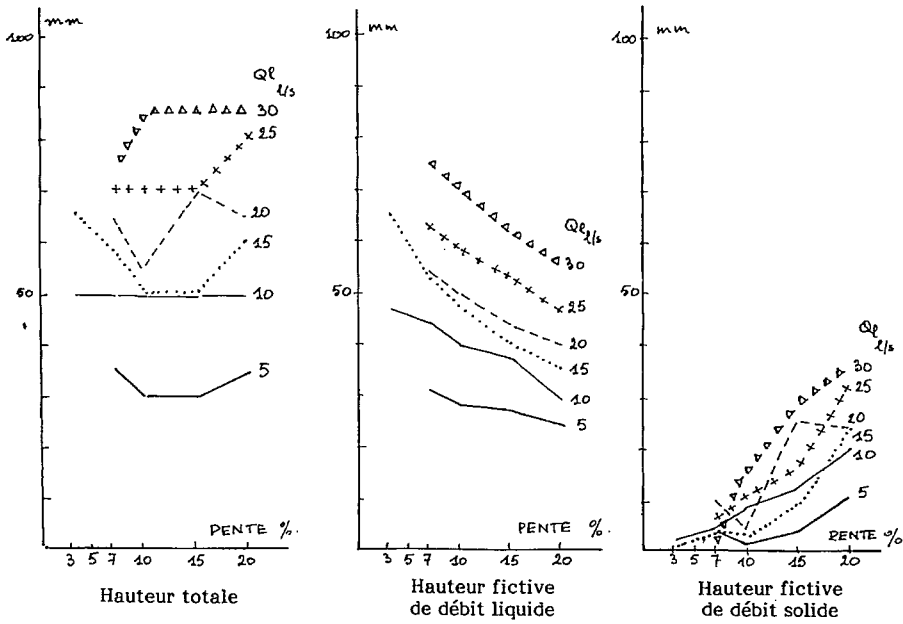 mm
100
50
Ql
l/s
30
25
20
15
10
5
PENTE %.
3 5 7 10 15 20
Hauteur totale
mm
100
50
Ql l/s
30
25
20
15
10
5
PENTE %.
3 5 7 10 15 20
Hauteur fictive
de débit liquide
mm
100
50
Ql
l/s
30
25
20
15
10
5
PENTE %
3 5 7 10 15 20
Hauteur fictive
de débit solide